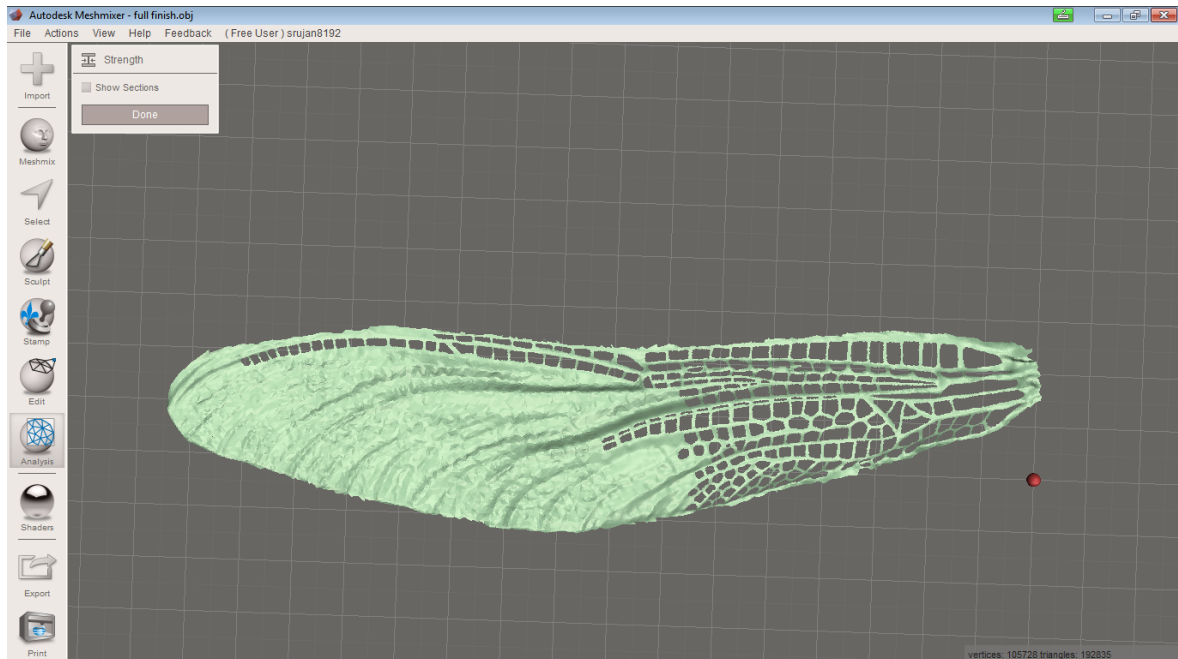 Autodesk Meshmixer - full finish.obj
File Actions View Help Feedback ( Free User ) srujan8192
Strength
Show Sections
Done
Import
Meshmix
Select
Sculpt
Stamp
Edit
Analysis
Shaders
Export
Print
vertices: 105728 triangles: 192835